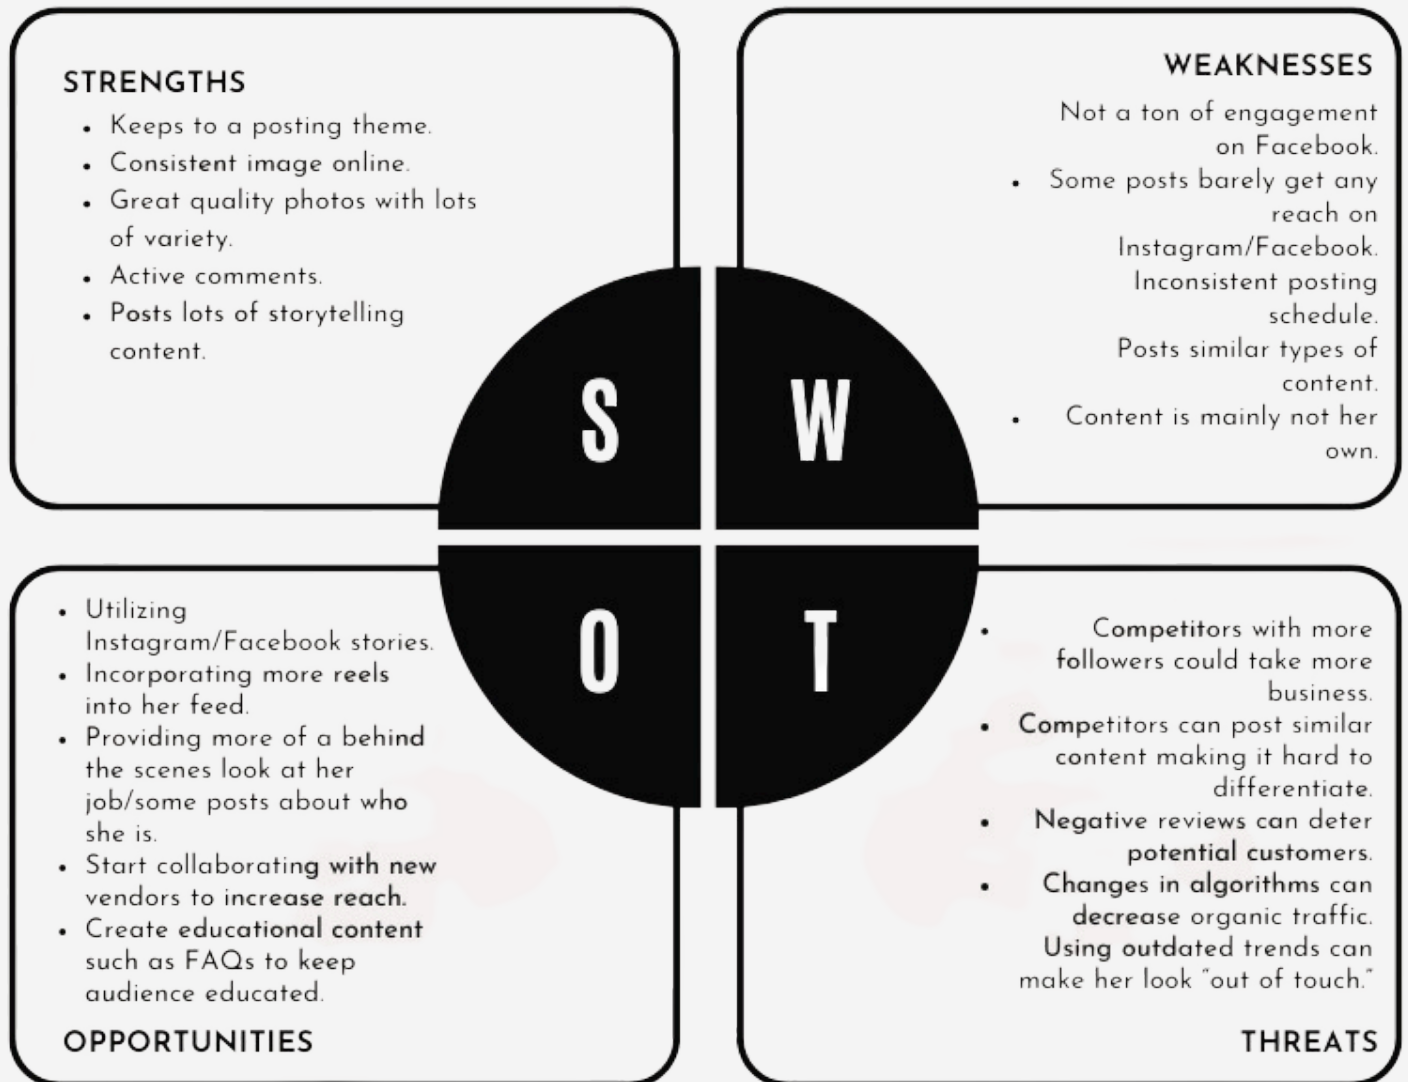 STRENGTHS
• Keeps to a posting theme.
• Consistent image online.
• Great quality photos with lots
of variety.
• Active comments.
• Posts lots of storytelling
content.
WEAKNESSES
Not a ton of engagement
on Facebook.
• Some posts barely get any
reach on
Instagram/Facebook.
Inconsistent posting
schedule.
Posts similar types of
content.
• Content is mainly not her
own.
S
W
O
T
• Utilizing
Instagram/Facebook stories.
• Incorporating more reels
into her feed.
• Providing more of a behind
the scenes look at her
job/some posts about who
she is.
• Start collaborating with new
vendors to increase reach.
• Create educational content
such as FAQs to keep
audience educated.
OPPORTUNITIES
• Competitors with more
followers could take more
business.
• Competitors can post similar
content making it hard to
differentiate.
• Negative reviews can deter
potential customers.
• Changes in algorithms can
decrease organic traffic.
Using outdated trends can
make her look “out of touch.”
THREATS